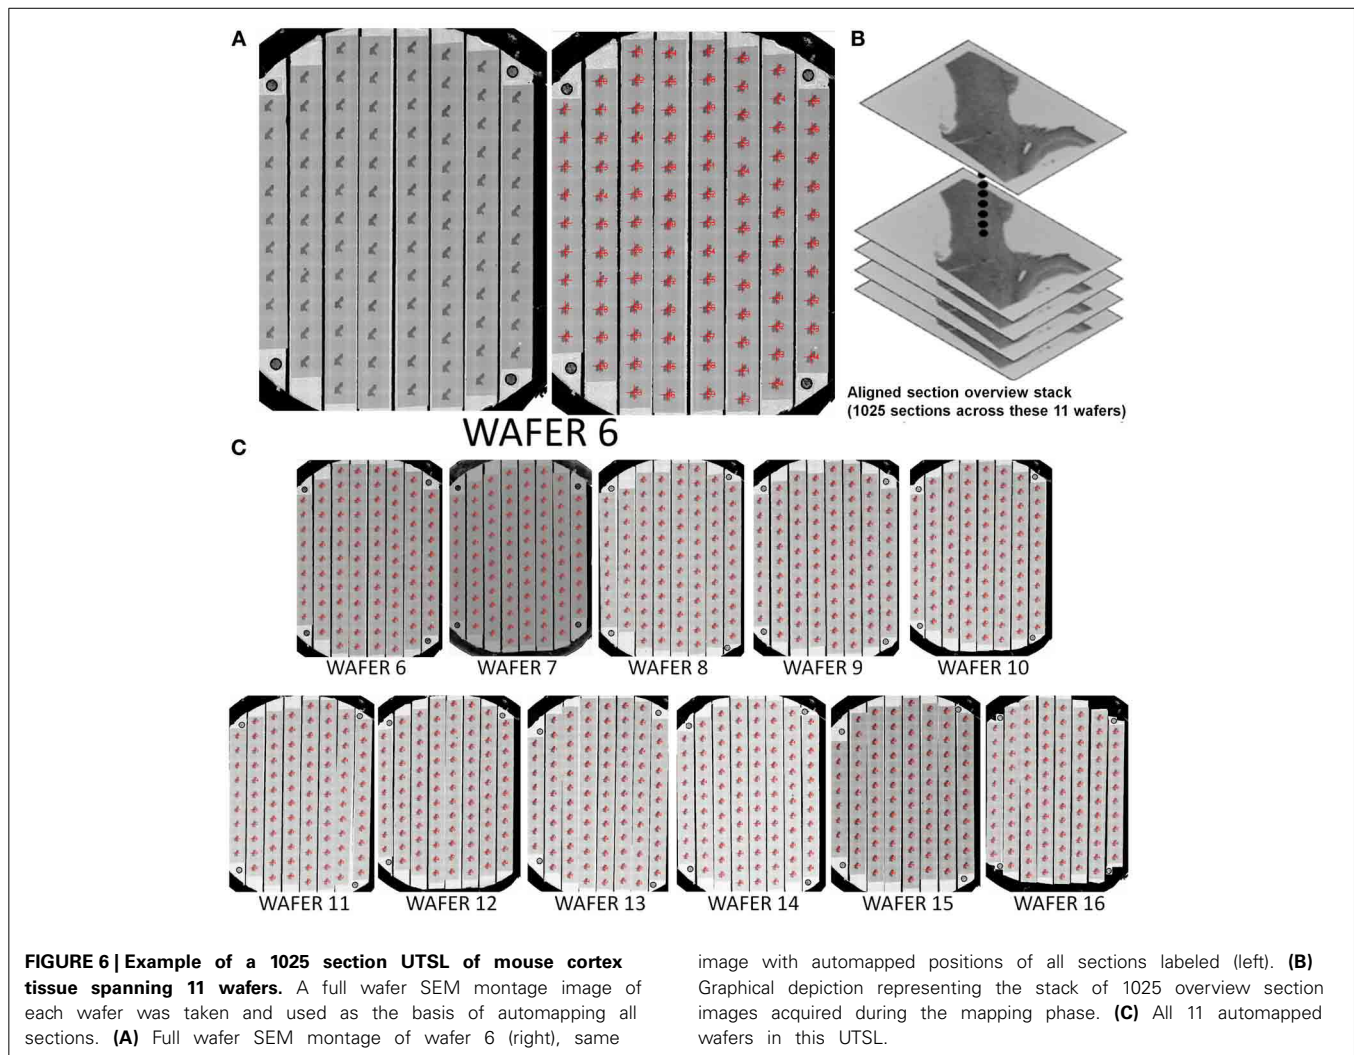 A
B
Aligned section overview stack
(1025 sections across these 11 wafers)
WAFER 6
C
WAFER 6
WAFER 7
WAFER 8
WAFER 9
WAFER 10
WAFER 11
WAFER 12
WAFER 13
WAFER 14
WAFER 15
WAFER 16
FIGURE 6 | Example of a 1025 section UTSL of mouse cortex
tissue spanning 11 wafers. A full wafer SEM montage image of
each wafer was taken and used as the basis of automapping all
sections. (A) Full wafer SEM montage of wafer 6 (right), same
image with automapped positions of all sections labeled (left). (B)
Graphical depiction representing the stack of 1025 overview section
images acquired during the mapping phase. (C) All 11 automapped
wafers in this UTSL.